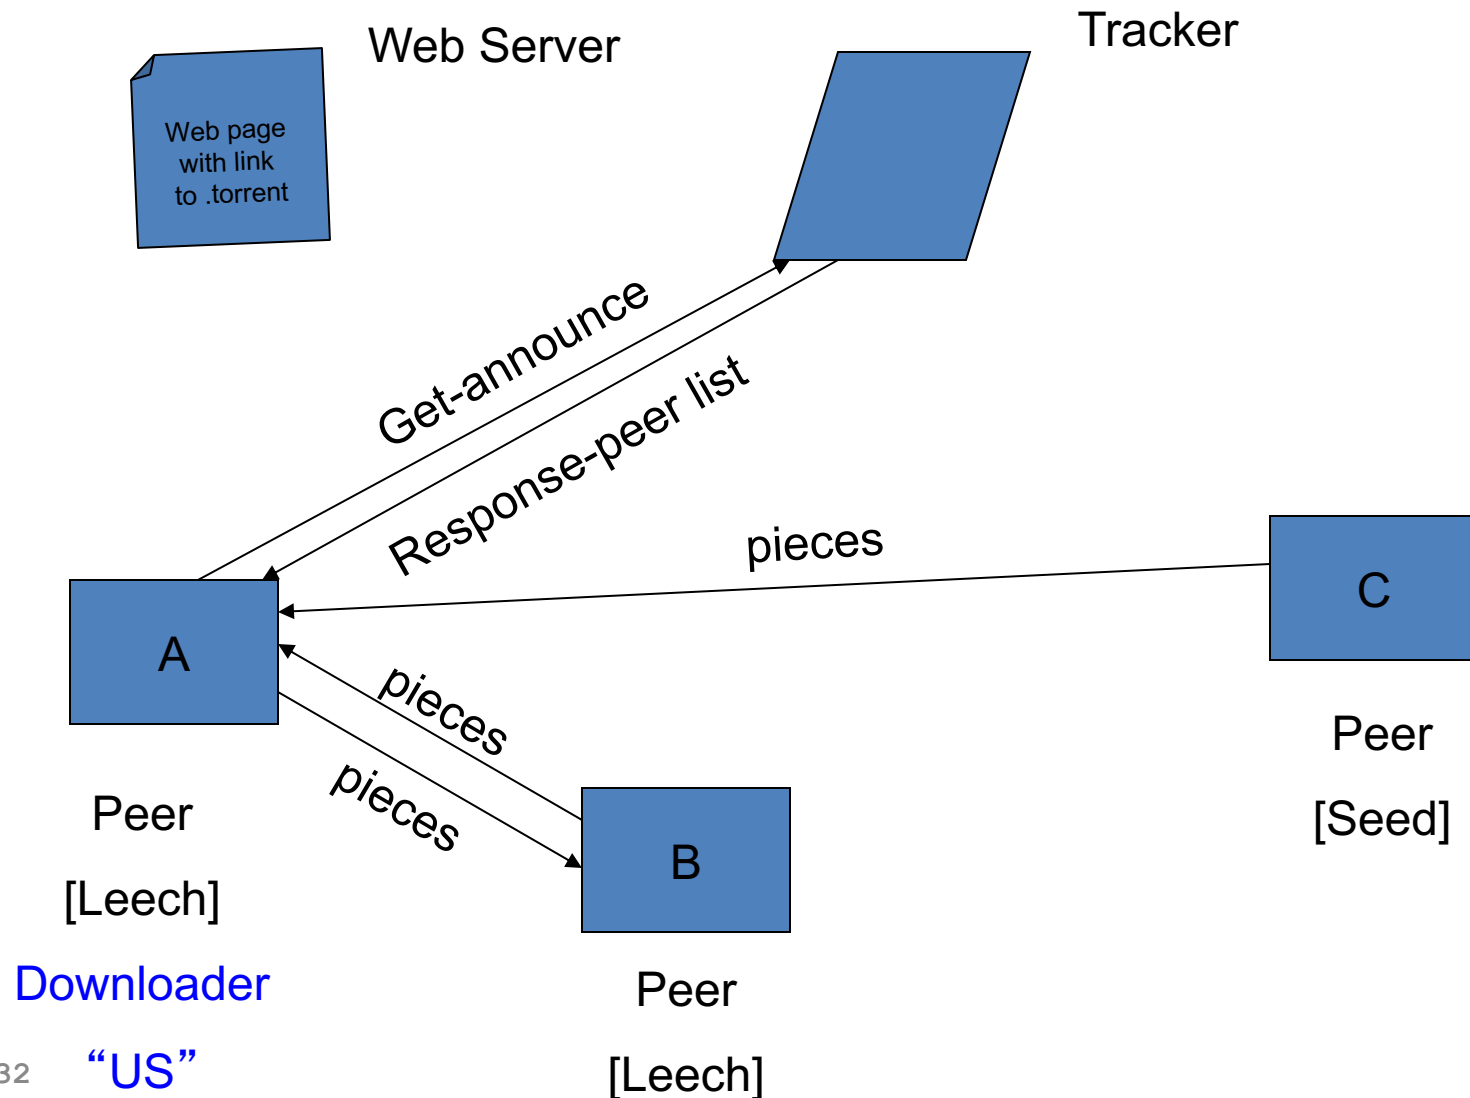 Web Server
Tracker
Web page
with link
to .torrent
Get-announce
Response-peer list
pieces
C
A
pieces
pieces
Peer
[Seed]
Peer
[Leech]
B
Downloader
“US”
Peer
[Leech]
32